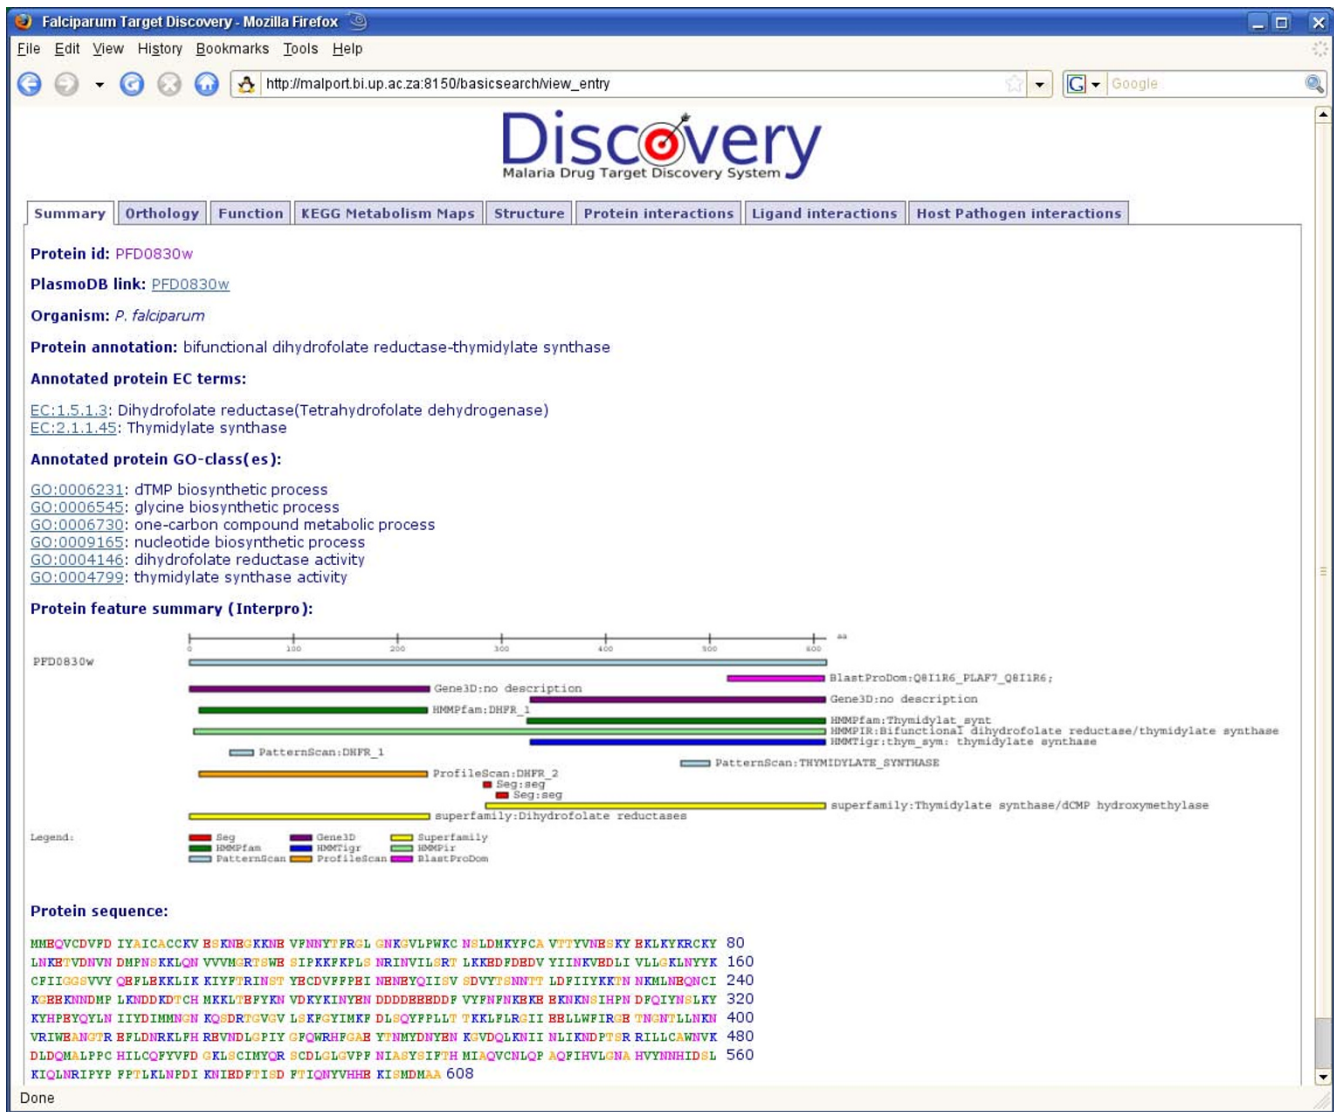 Falciparum Target Discovery - Mozilla Firefox
File Edit View History Bookmarks Tools Help
http://malport.bi.up.ac.za:8150/basicsearch/view_entry
G Google
Discovery
Malaria Drug Target Discovery System
Summary Orthology Function KEGG Metabolism Maps Structure Protein interactions Ligand interactions Host Pathogen interactions
Protein id: PFD0830w
PlasmoDB link: PFD0830w
Organism: P. falciparum
Protein annotation: bifunctional dihydrofolate reductase-thymidylate synthase
Annotated protein EC terms:
EC:1.5.1.3: Dihydrofolate reductase(Tetrahydrofolate dehydrogenase)
EC:2.1.1.45: Thymidylate synthase
Annotated protein GO-class(es):
GO:0006231: dTMP biosynthetic process
GO:0006545: glycine biosynthetic process
GO:0006730: one-carbon compound metabolic process
GO:0009165: nucleotide biosynthetic process
GO:0004146: dihydrofolate reductase activity
GO:0004799: thymidylate synthase activity
Protein feature summary (Interpro):
0 100 200 300 400 500 600 aa
PFD0830w
BlastProDom:Q8I1R6_PLAF7_Q8I1R6;
Gene3D:no description
Gene3D:no description
HMMPfam:DHFR_1
HMMPfam:Thymidylat_synt
HMMPIR:Bifunctional dihydrofolate reductase/thymidylate synthase
HMMTigr:thym_sym: thymidylate synthase
PatternScan:DHFR_1
PatternScan:THYMIDYLATE_SYNTHASE
ProfileScan:DHFR_2
Seg:seg
Seg:seg
superfamily:Thymidylate synthase/dCMP hydroxymethylase
superfamily:Dihydrofolate reductases
Legend: Seg Gene3D Superfamily
HMMPfam HMMTigr HMMPir
PatternScan ProfileScan BlastProDom
Protein sequence:
MMEQVCDVFD IYAICACCKV ESKNEGKKNE VFNNYTFRGL GNKGVLPWKC NSLDMKYFCA VTTYVNESKY EKLKYKRCKY 80
LNKETVDNVN DMPNSKKLQN VVVMGRTSWE SIPKKFKPLS NRINVILSRT LKKEDFDEDV YIINKVEDLI VLLGKLNYYK 160
CFIIGGSVVY QEFLEKKLIK KIYFTRINST YECDVFFPEI NENEYQIISV SDVYTSNNTT LDFIIYKKTN NKMLNEQNCI 240
KGEEKNNDMP LKNDDKDTCH MKKLTEFYKN VDKYKINYEN DDDDEEEDDF VYFNFNKEKE EKNKNSIHPN DFQIYNSLKY 320
KYHPEYQYLN IIYDIMMNGN KQSDRTGVGV LSKFGYIMKF DLSQYFPLLT TKKLFLRGII EELLWFIRGE TNGNTLLNKN 400
VRIWEANGTR EFLDNRKLFH REVNDLGPIY GFQWRHFGAE YTNMYDNYEN KGVDQLKNII NLIKNDPTSR RILLCAWNVK 480
DLDQMALPPC HILCQFYVFD GKLSCIMYQR SCDLGLGVPF NIASYSIFTH MIAQVCNLQP AQFIHVLGNA HVYNNHIDSL 560
KIQLNRIPYP FPTLKLNPDI KNIEDFTISD FTIQNYVHHE KISMDMAA 608
Done